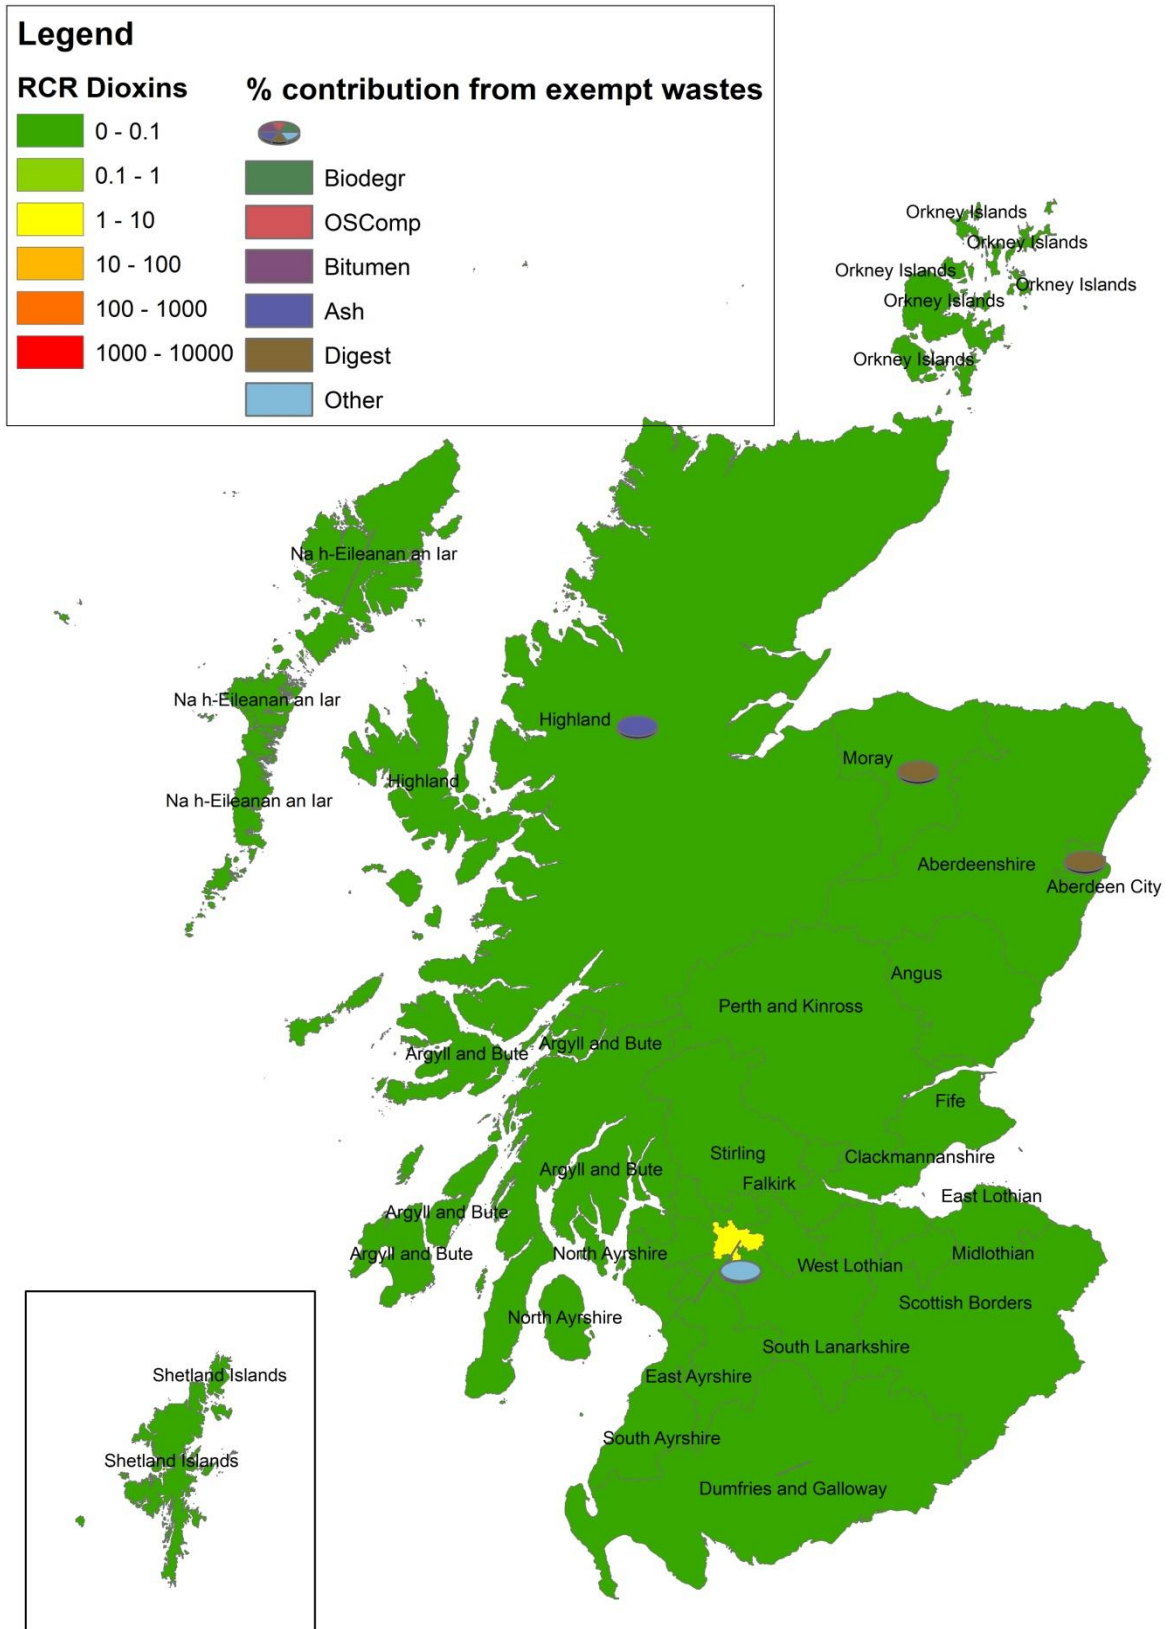 Legend
RCR Dioxins
0 - 0.1
0.1 - 1
1 - 10
10 - 100
100 - 1000
1000 - 10000
% contribution from exempt wastes
Biodegr
OSComp
Bitumen
Ash
Digest
Other
Orkney Islands
Orkney Islands
Orkney Islands
Orkney Islands
Orkney Islands
Orkney Islands
Na h-Eileanan an Iar
Na h-Eileanan an Iar
Highland
Moray
Highland
Na h-Eileanan an Iar
Aberdeenshire
Aberdeen City
Angus
Perth and Kinross
Argyll and Bute
Argyll and Bute
Fife
Stirling
Clackmannanshire
Argyll and Bute
Falkirk
East Lothian
Argyll and Bute
Argyll and Bute
North Ayrshire
Midlothian
West Lothian
Scottish Borders
North Ayrshire
South Lanarkshire
East Ayrshire
Shetland Islands
South Ayrshire
Shetland Islands
Dumfries and Galloway